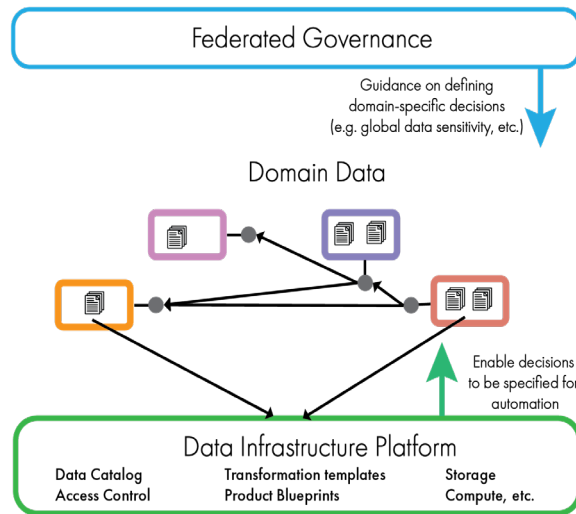 Federated Governance
Guidance on defining
domain-specific decisions
(e.g. global data sensitivity, etc.)
Domain Data
Enable decisions
to be specified for
automation
Data Infrastructure Platform
Data Catalog
Access Control
Transformation templates
Product Blueprints
Storage
Compute, etc.